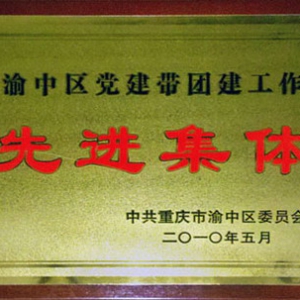 渝中区党建带团建工作
先进集体
中共重庆市渝中区委员会
二〇一〇年五月